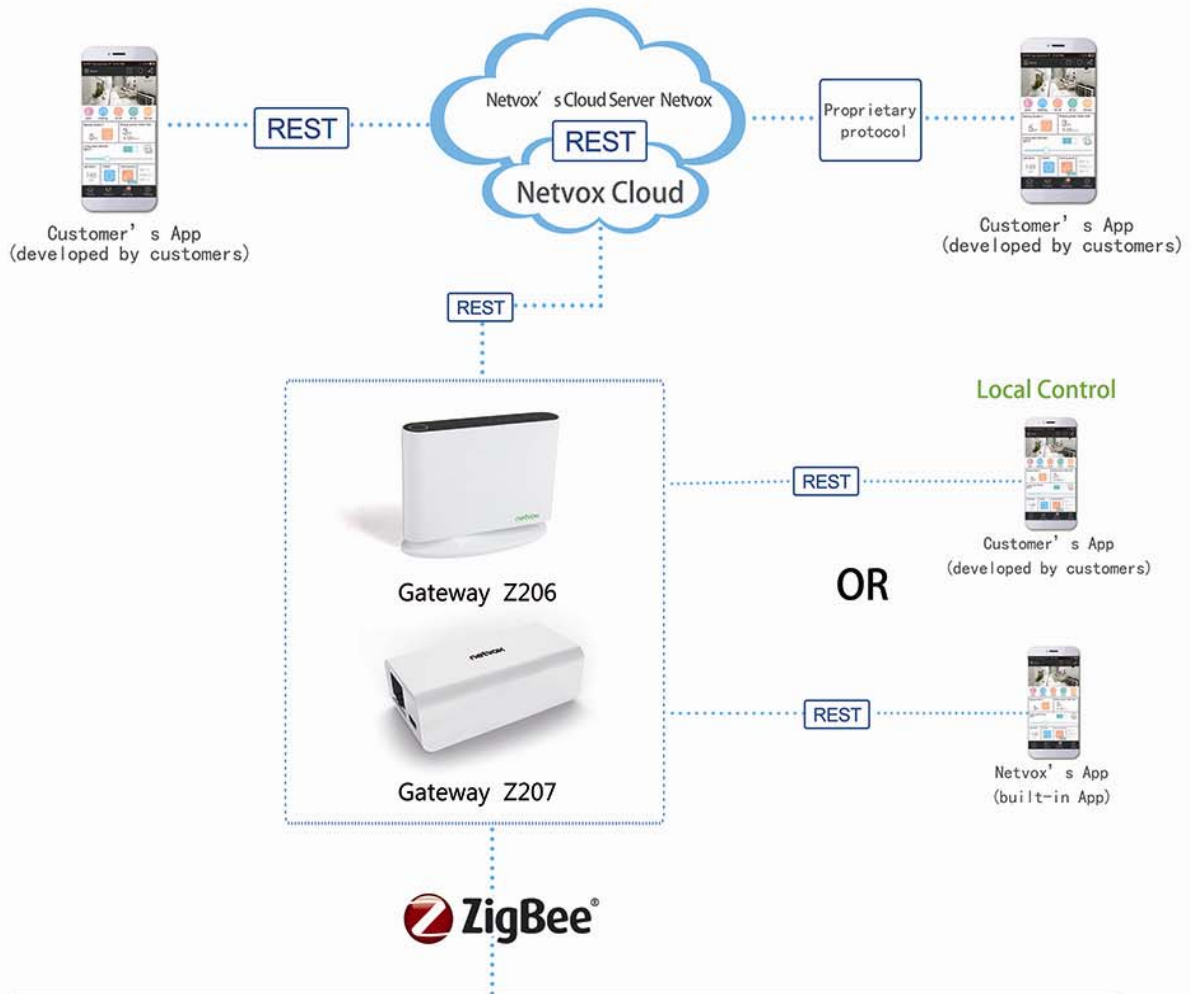 Netvox's Cloud Server Netvox
REST
REST
Proprietary
protocol
Netvox Cloud
Customer's App
(developed by customers)
Customer's App
(developed by customers)
REST
Local Control
netvox
REST
Customer's App
(developed by customers)
Gateway Z206
OR
netvox
REST
Netvox's App
(built-in App)
Gateway Z207
ZigBee®